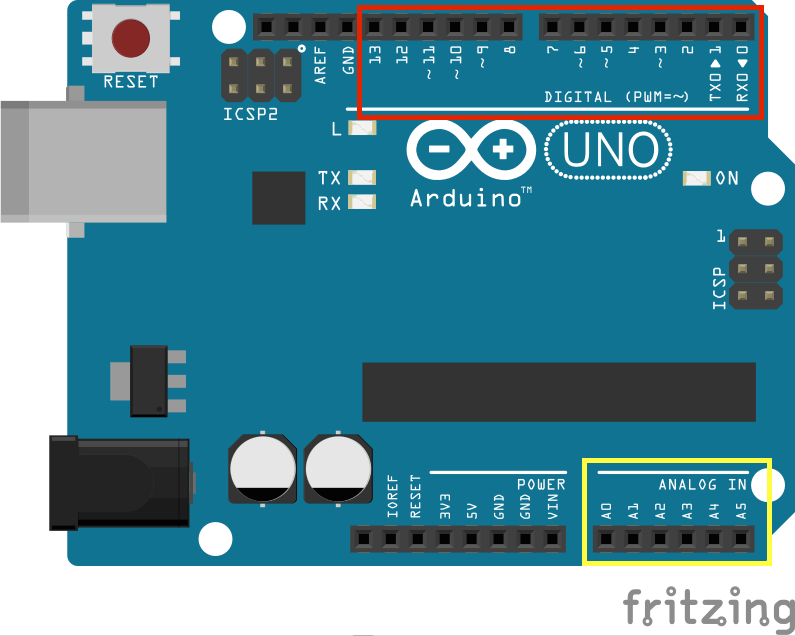 RESET
ICSP2
AREF
GND
13
12
~11
~10
~9
8
7
~6
~5
4
~3
2
TX0▶1
RX0◀0
DIGITAL (PWM=~)
L
TX
RX
Arduino™
UNO
ON
1
ICSP
IOREF
RESET
3V3
5V
GND
GND
VIN
POWER
ANALOG IN
A0
A1
A2
A3
A4
A5
fritzing